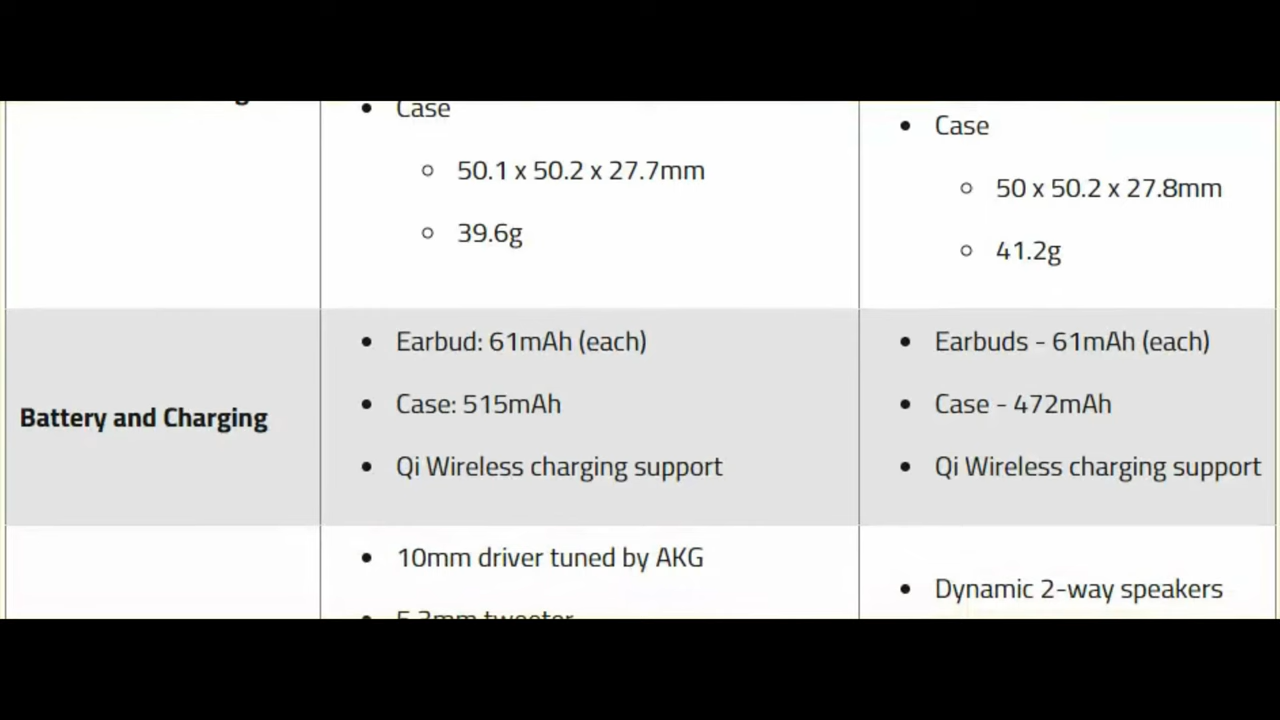 Case
50.1 x 50.2 x 27.7mm
39.6g
Case
50 x 50.2 x 27.8mm
41.2g
Battery and Charging
Earbud: 61mAh (each)
Case: 515mAh
Qi Wireless charging support
Earbuds - 61mAh (each)
Case - 472mAh
Qi Wireless charging support
10mm driver tuned by AKG
Dynamic 2-way speakers